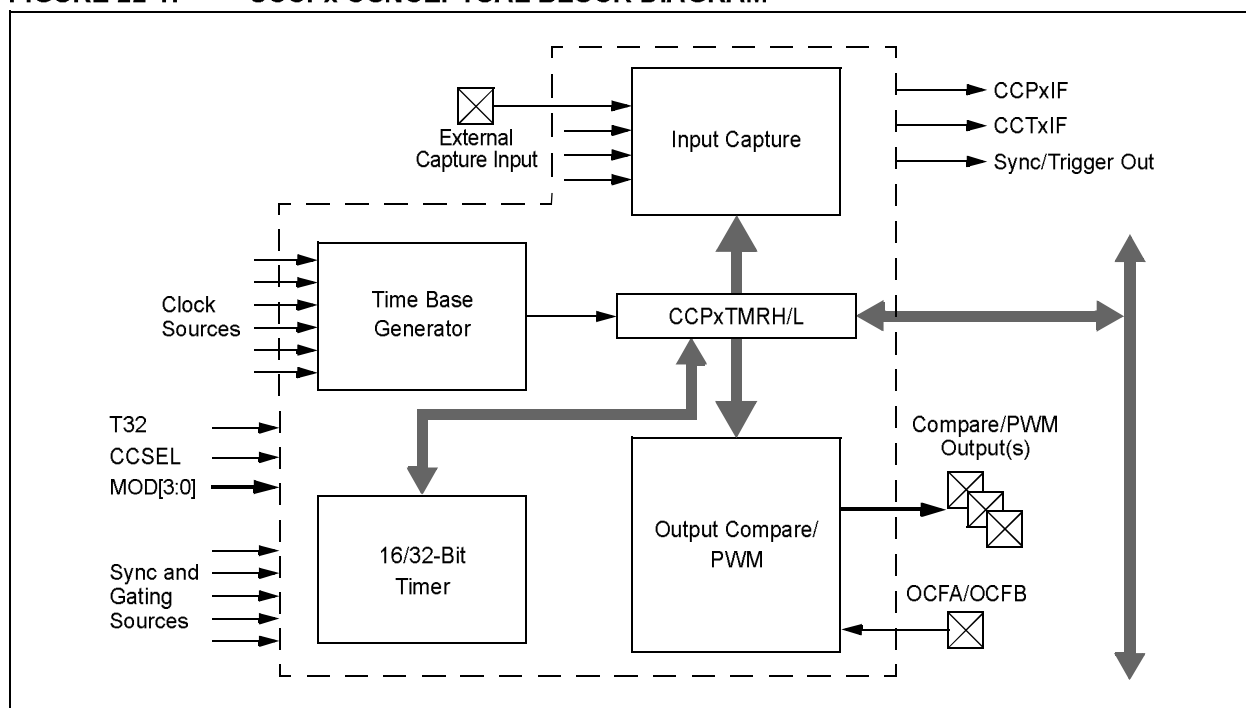 Input Capture
External
Capture Input
CCPxIF
CCTxIF
Sync/Trigger Out
Clock
Sources
Time Base
Generator
CCPxTMRH/L
T32
CCSEL
MOD[3:0]
Sync and
Gating
Sources
16/32-Bit
Timer
Output Compare/
PWM
Compare/PWM
Output(s)
OCFA/OCFB